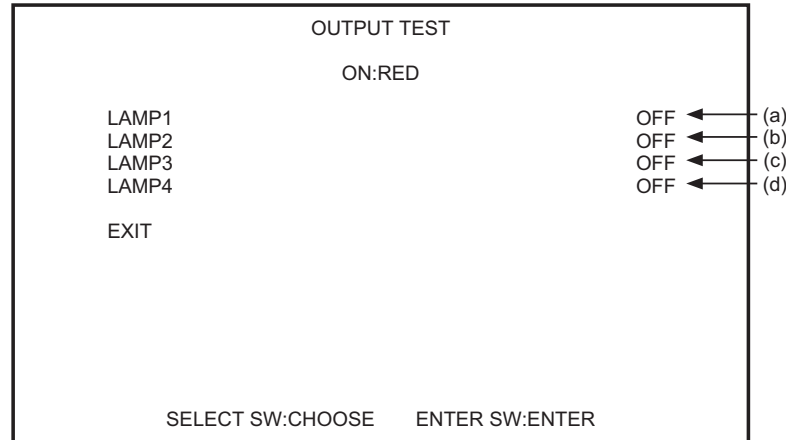 OUTPUT TEST
ON:RED
LAMP1 OFF (a)
LAMP2 OFF (b)
LAMP3 OFF (c)
LAMP4 OFF (d)
EXIT
SELECT SW:CHOOSE ENTER SW:ENTER